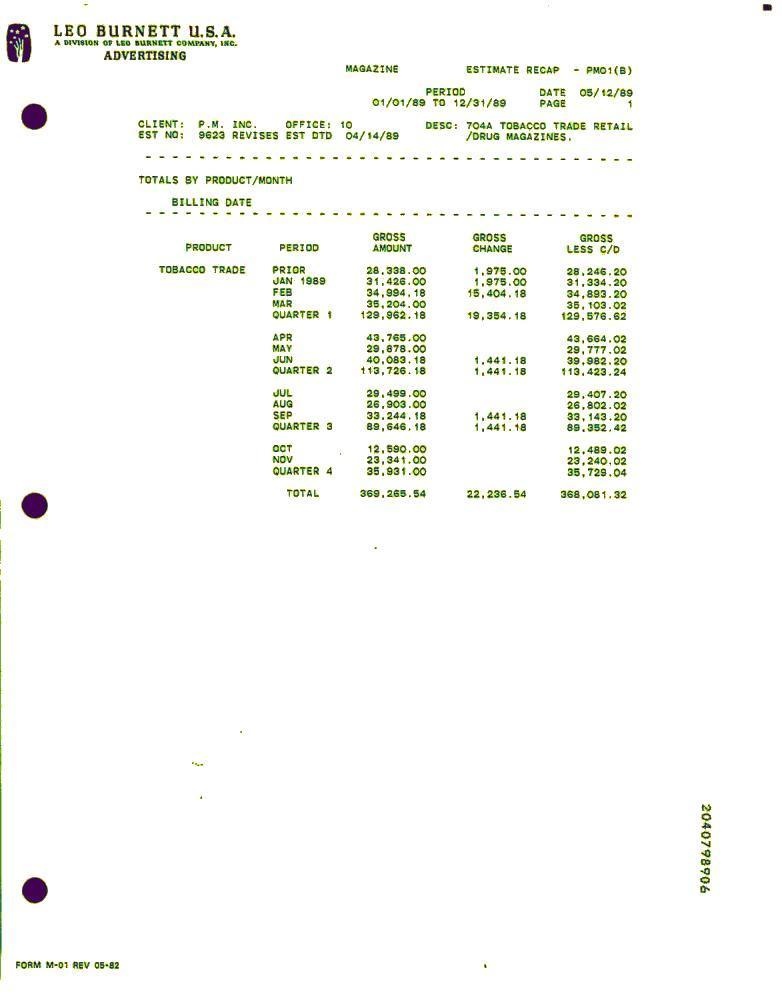 LEO BURNETT U.S.A.
A DIVISION OF LEO BURNETT COMPANY, INC.
ADVERTISING
MAGAZINE ESTIMATE RECAP - PM01(B)
PERIOD DATE 05/12/89
01/01/89 TO 12/31/89 PAGE 1
CLIENT: P.M. INC. OFFICE: 10 DESC: 704A TOBACCO TRADE RETAIL
EST NO: 9623 REVISES EST DTD 04/14/89 /DRUG MAGAZINES.
TOTALS BY PRODUCT/MONTH
BILLING DATE
GROSS GROSS GROSS
PRODUCT PERIOD AMOUNT CHANGE LESS C/D
TOBACCO TRADE PRIOR 28,338.00 1,975.00 28,246.20
JAN 1989 31,426.00 1,975.00 31,334.20
FEB 34,994.18 15,404.18 34,893.20
MAR 35,204.00 35,103.02
QUARTER 1 129,962.18 19,354.18 129,576.62
APR 43,765.00 43,664.02
MAY 29,878.00 29,777.02
JUN 40,083.18 1,441.18 39,982.20
QUARTER 2 113,726.18 1,441.18 113,423.24
JUL 29,499.00 29,407.20
AUG 26,903.00 26,802.02
SEP 33,244.18 1,441.18 33,143.20
QUARTER 3 89,646.18 1,441.18 89,352.42
OCT 12,590.00 12,489.02
NOV 23,341.00 23,240.02
QUARTER 4 35,931.00 35,729.04
TOTAL 369,265.54 22,236.54 368,081.32
2040798906
FORM M-01 REV 05-82